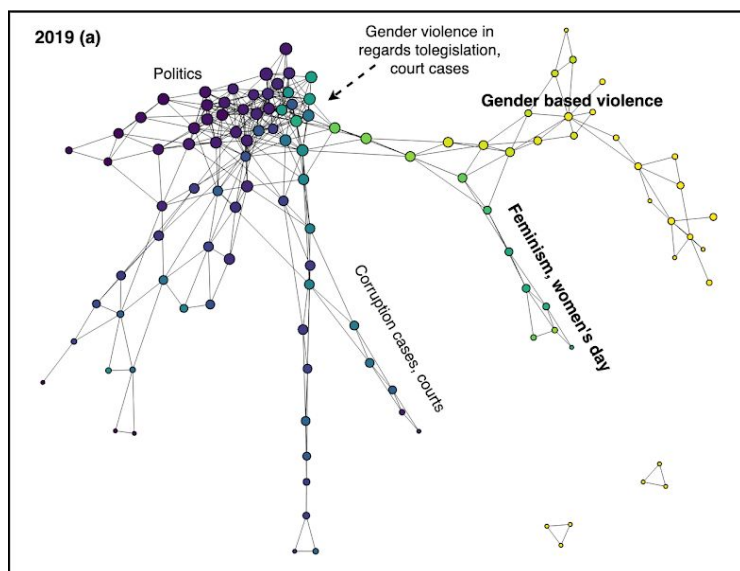 2019 (a)
Gender violence in
regards tolegislation,
court cases
Politics
Gender based violence
Feminism, women's day
Corruption cases, courts